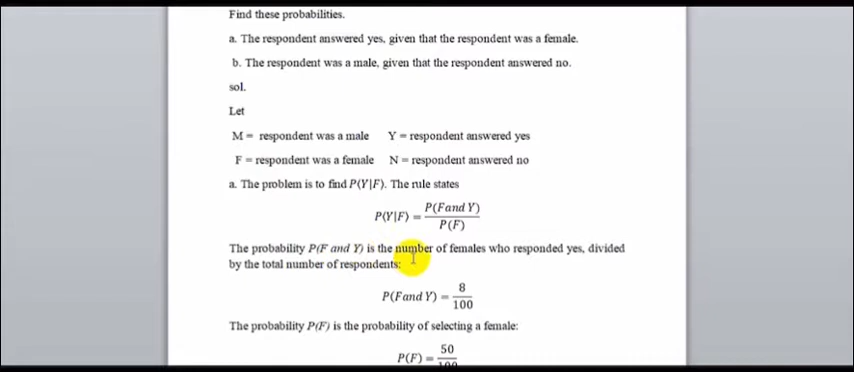 Find these probabilities.
a. The respondent answered yes, given that the respondent was a female.
b. The respondent was a male, given that the respondent answered no.
sol.
Let
M = respondent was a male Y = respondent answered yes
F = respondent was a female N = respondent answered no
a. The problem is to find P(Y|F). The rule states
P(Y|F) = P(F and Y) / P(F)
The probability P(F and Y) is the number of females who responded yes, divided
by the total number of respondents:
P(F and Y) = 8 / 100
The probability P(F) is the probability of selecting a female:
P(F) = 50 / 100